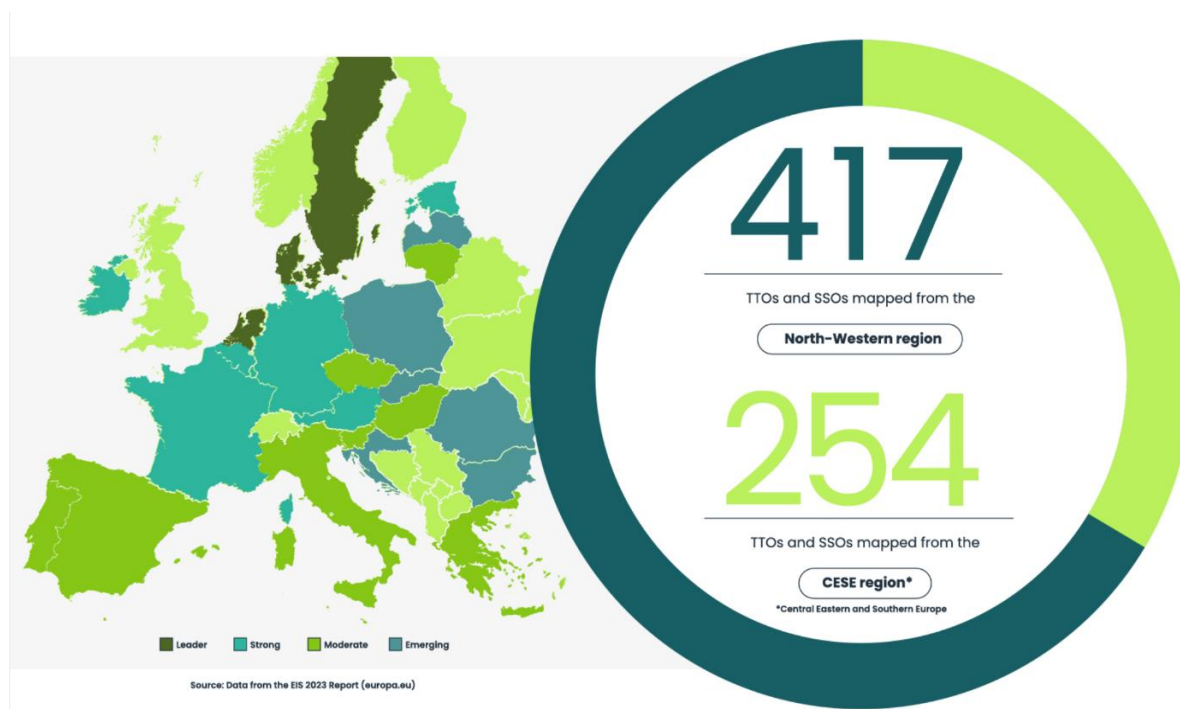 417
TTOs and SSOs mapped from the
North-Western region
254
TTOs and SSOs mapped from the
CESE region*
*Central Eastern and Southern Europe
Leader
Strong
Moderate
Emerging
Source: Data from the EIS 2023 Report (europa.eu)